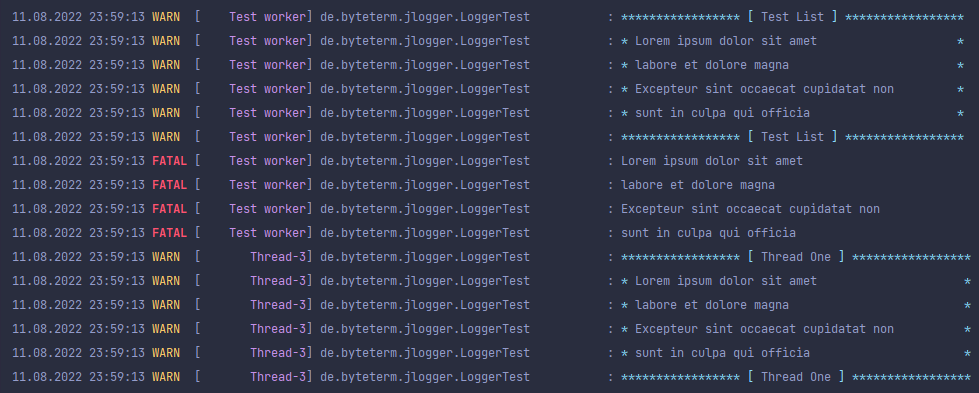 11.08.2022 23:59:13 WARN  [    Test worker] de.byteterm.jlogger.LoggerTest           : ***************** [ Test List ] *****************
11.08.2022 23:59:13 WARN  [    Test worker] de.byteterm.jlogger.LoggerTest           : * Lorem ipsum dolor sit amet                    *
11.08.2022 23:59:13 WARN  [    Test worker] de.byteterm.jlogger.LoggerTest           : * labore et dolore magna                        *
11.08.2022 23:59:13 WARN  [    Test worker] de.byteterm.jlogger.LoggerTest           : * Excepteur sint occaecat cupidatat non         *
11.08.2022 23:59:13 WARN  [    Test worker] de.byteterm.jlogger.LoggerTest           : * sunt in culpa qui officia                     *
11.08.2022 23:59:13 WARN  [    Test worker] de.byteterm.jlogger.LoggerTest           : ***************** [ Test List ] *****************
11.08.2022 23:59:13 FATAL [    Test worker] de.byteterm.jlogger.LoggerTest           : Lorem ipsum dolor sit amet
11.08.2022 23:59:13 FATAL [    Test worker] de.byteterm.jlogger.LoggerTest           : labore et dolore magna
11.08.2022 23:59:13 FATAL [    Test worker] de.byteterm.jlogger.LoggerTest           : Excepteur sint occaecat cupidatat non
11.08.2022 23:59:13 FATAL [    Test worker] de.byteterm.jlogger.LoggerTest           : sunt in culpa qui officia
11.08.2022 23:59:13 WARN  [       Thread-3] de.byteterm.jlogger.LoggerTest           : ***************** [ Thread One ] *****************
11.08.2022 23:59:13 WARN  [       Thread-3] de.byteterm.jlogger.LoggerTest           : * Lorem ipsum dolor sit amet                     *
11.08.2022 23:59:13 WARN  [       Thread-3] de.byteterm.jlogger.LoggerTest           : * labore et dolore magna                         *
11.08.2022 23:59:13 WARN  [       Thread-3] de.byteterm.jlogger.LoggerTest           : * Excepteur sint occaecat cupidatat non          *
11.08.2022 23:59:13 WARN  [       Thread-3] de.byteterm.jlogger.LoggerTest           : * sunt in culpa qui officia                      *
11.08.2022 23:59:13 WARN  [       Thread-3] de.byteterm.jlogger.LoggerTest           : ***************** [ Thread One ] *****************